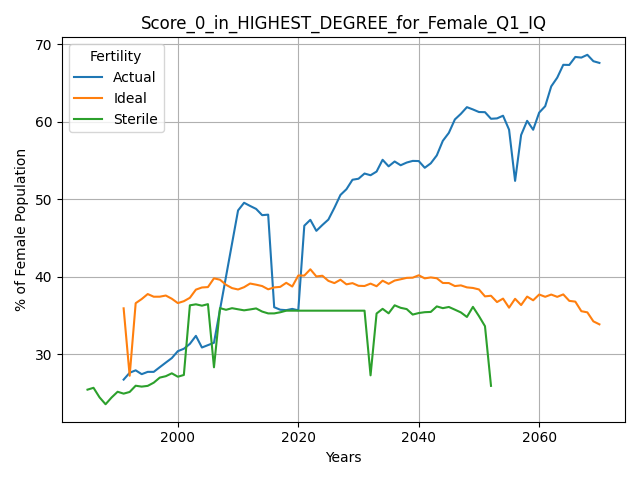 Score_0_in_HIGHEST_DEGREE_for_Female_Q1_IQ
Fertility
Actual
Ideal
Sterile
% of Female Population
70
60
50
40
30
2000
2020
2040
2060
Years